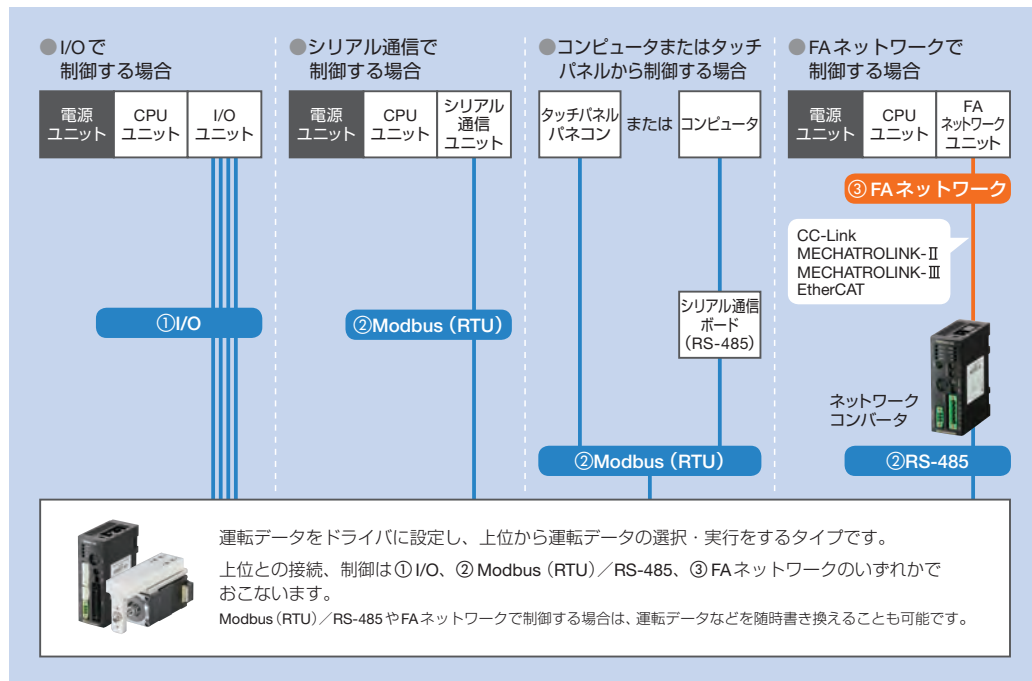 ●I/Oで
制御する場合
電源
ユニット
CPU
ユニット
I/O
ユニット
①I/O
●シリアル通信で
制御する場合
電源
ユニット
CPU
ユニット
シリアル
通信
ユニット
②Modbus（RTU）
●コンピュータまたはタッチ
パネルから制御する場合
タッチパネル
パネコン
または
コンピュータ
シリアル通信
ボード
（RS-485）
②Modbus（RTU）
●FAネットワークで
制御する場合
電源
ユニット
CPU
ユニット
FA
ネットワーク
ユニット
③FAネットワーク
CC-Link
MECHATROLINK-Ⅱ
MECHATROLINK-Ⅲ
EtherCAT
ネットワーク
コンバータ
②RS-485
運転データをドライバに設定し、上位から運転データの選択・実行をするタイプです。
上位との接続、制御は①I/O、②Modbus（RTU）／RS-485、③FAネットワークのいずれかで
おこないます。
Modbus（RTU）／RS-485やFAネットワークで制御する場合は、運転データなどを随時書き換えることも可能です。